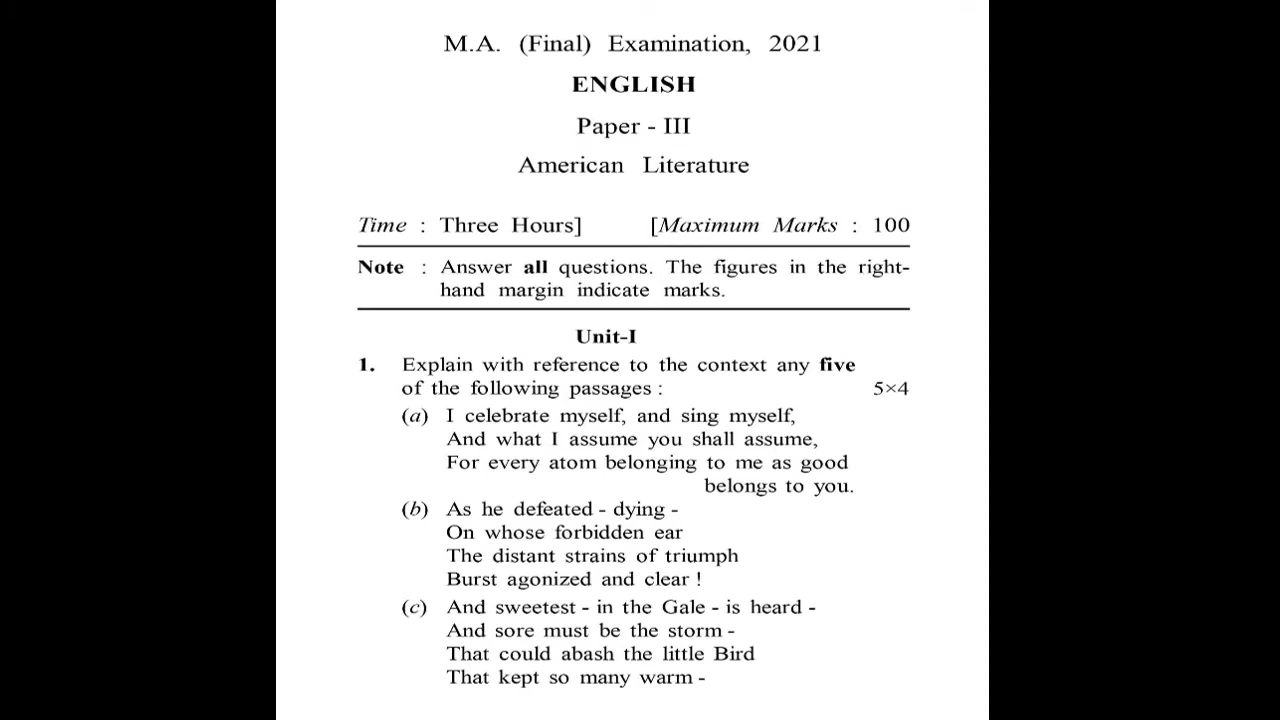 M.A. (Final) Examination, 2021
ENGLISH
Paper - III
American Literature
Time : Three Hours] [Maximum Marks : 100
Note : Answer all questions. The figures in the right-
hand margin indicate marks.
Unit-I
1. Explain with reference to the context any five
of the following passages : 5×4
(a) I celebrate myself, and sing myself,
And what I assume you shall assume,
For every atom belonging to me as good
belongs to you.
(b) As he defeated - dying -
On whose forbidden ear
The distant strains of triumph
Burst agonized and clear !
(c) And sweetest - in the Gale - is heard -
And sore must be the storm -
That could abash the little Bird
That kept so many warm -